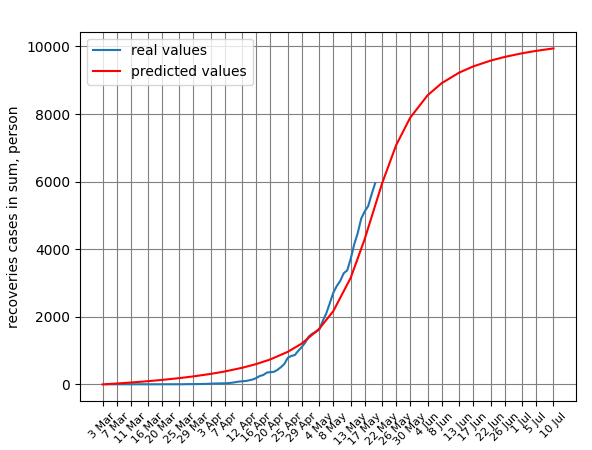 real values
predicted values
10000
8000
6000
4000
2000
0
recoveries cases in sum, person
3 Mar
7 Mar
11 Mar
16 Mar
20 Mar
25 Mar
29 Mar
3 Apr
7 Apr
12 Apr
16 Apr
20 Apr
25 Apr
29 Apr
4 May
8 May
13 May
17 May
22 May
26 May
30 May
4 Jun
8 Jun
13 Jun
17 Jun
22 Jun
26 Jun
1 Jul
5 Jul
10 Jul